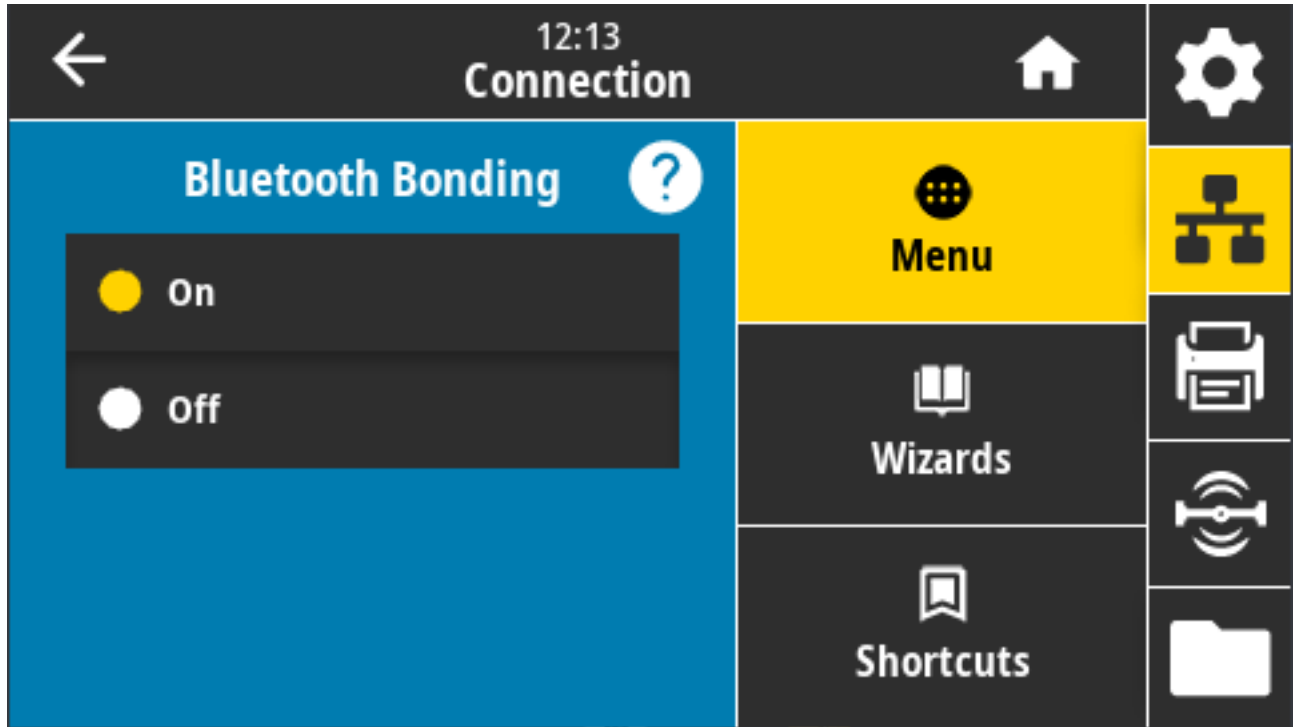 12:13
Connection
Bluetooth Bonding
?
On
Off
Menu
Wizards
Shortcuts